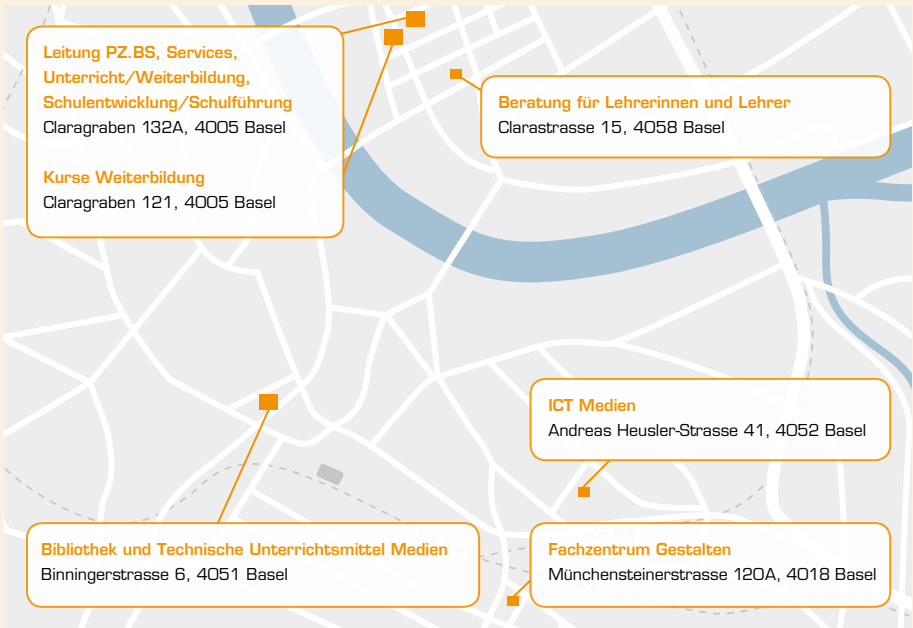 Leitung PZ.BS, Services,
Unterricht/Weiterbildung,
Schulentwicklung/Schulführung
Claragraben 132A, 4005 Basel
Kurse Weiterbildung
Claragraben 121, 4005 Basel
Beratung für Lehrerinnen und Lehrer
Clarastrasse 15, 4058 Basel
ICT Medien
Andreas Heusler-Strasse 41, 4052 Basel
Bibliothek und Technische Unterrichtsmittel Medien
Binningerstrasse 6, 4051 Basel
Fachzentrum Gestalten
Münchensteinerstrasse 120A, 4018 Basel